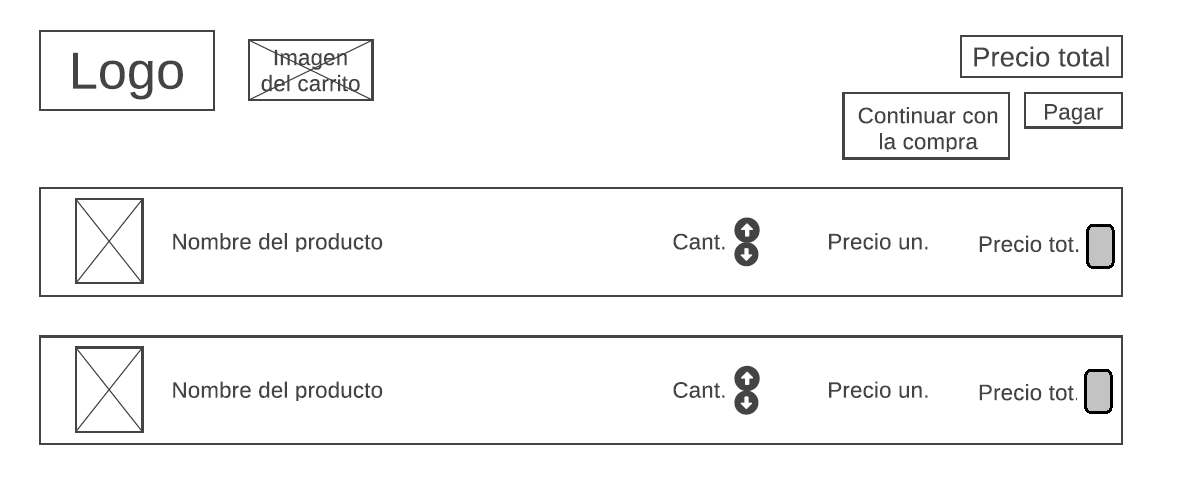 Logo
Imagen
del carrito
Precio total
Continuar con
la compra
Pagar
Nombre del producto
Cant.
Precio un.
Precio tot.
Nombre del producto
Cant.
Precio un.
Precio tot.